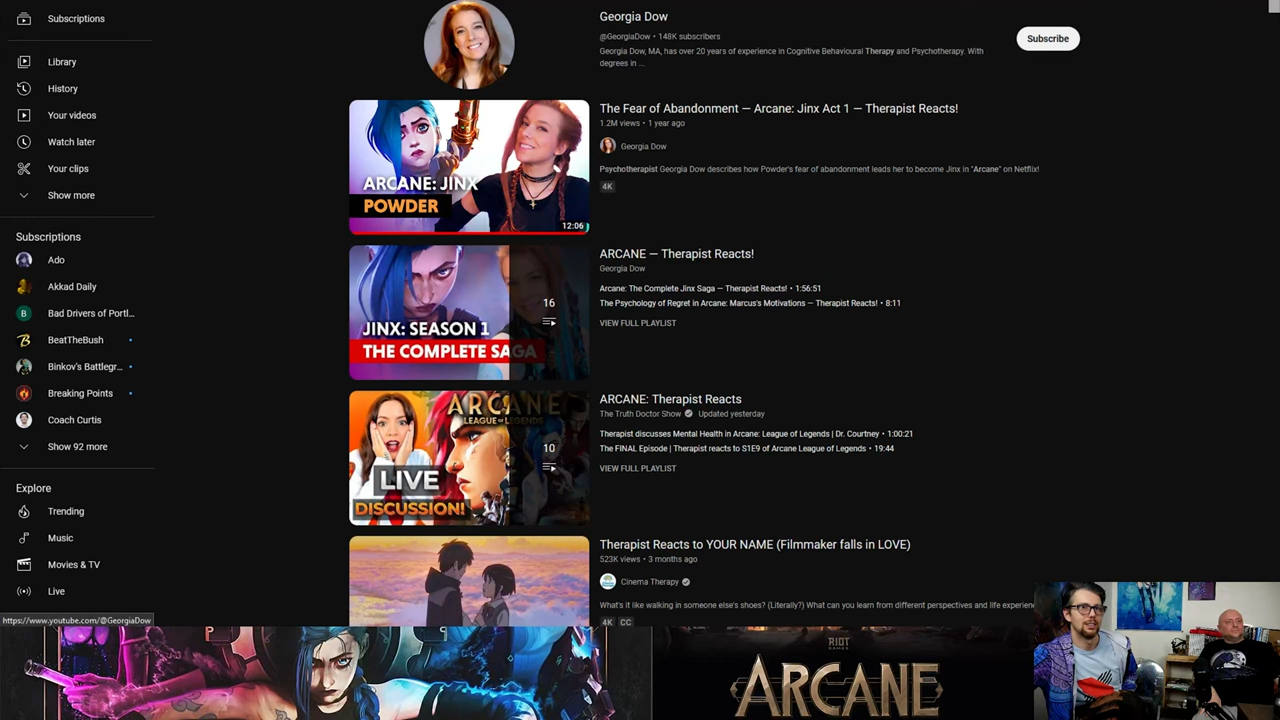 Subscriptions
Library
History
Your videos
Watch later
Your clips
Show more
Subscriptions
Ado
Akkad Daily
B
Bad Drivers of Portl...
BeatTheBush
Binkov's Battlegr...
Breaking Points
Coach Curtis
Show 92 more
Explore
Trending
Music
Movies & TV
Live
https://www.youtube.com/@GeorgiaDow
Georgia Dow
@GeorgiaDow • 148K subscribers
Georgia Dow, MA, has over 20 years of experience in Cognitive Behavioural Therapy and Psychotherapy. With
degrees in ...
Subscribe
ARCANE: JINX
POWDER
12:06
The Fear of Abandonment — Arcane: Jinx Act 1 — Therapist Reacts!
1.2M views • 1 year ago
Georgia Dow
Psychotherapist Georgia Dow describes how Powder's fear of abandonment leads her to become Jinx in "Arcane" on Netflix!
4K
JINX: SEASON 1
THE COMPLETE SAGA
16
ARCANE — Therapist Reacts!
Georgia Dow
Arcane: The Complete Jinx Saga — Therapist Reacts! • 1:56:51
The Psychology of Regret in Arcane: Marcus's Motivations — Therapist Reacts! • 8:11
VIEW FULL PLAYLIST
ARCANE
LEAGUE OF LEGENDS
LIVE
DISCUSSION!
10
ARCANE: Therapist Reacts
The Truth Doctor Show Updated yesterday
Therapist discusses Mental Health in Arcane: League of Legends | Dr. Courtney • 1:00:21
The FINAL Episode | Therapist reacts to S1E9 of Arcane League of Legends • 19:44
VIEW FULL PLAYLIST
Therapist Reacts to YOUR NAME (Filmmaker falls in LOVE)
523K views • 3 months ago
Cinema Therapy
What's it like walking in someone else's shoes? (Literally?) What can you learn from different perspectives and life
4K CC
RIOT
GAMES
ARCANE